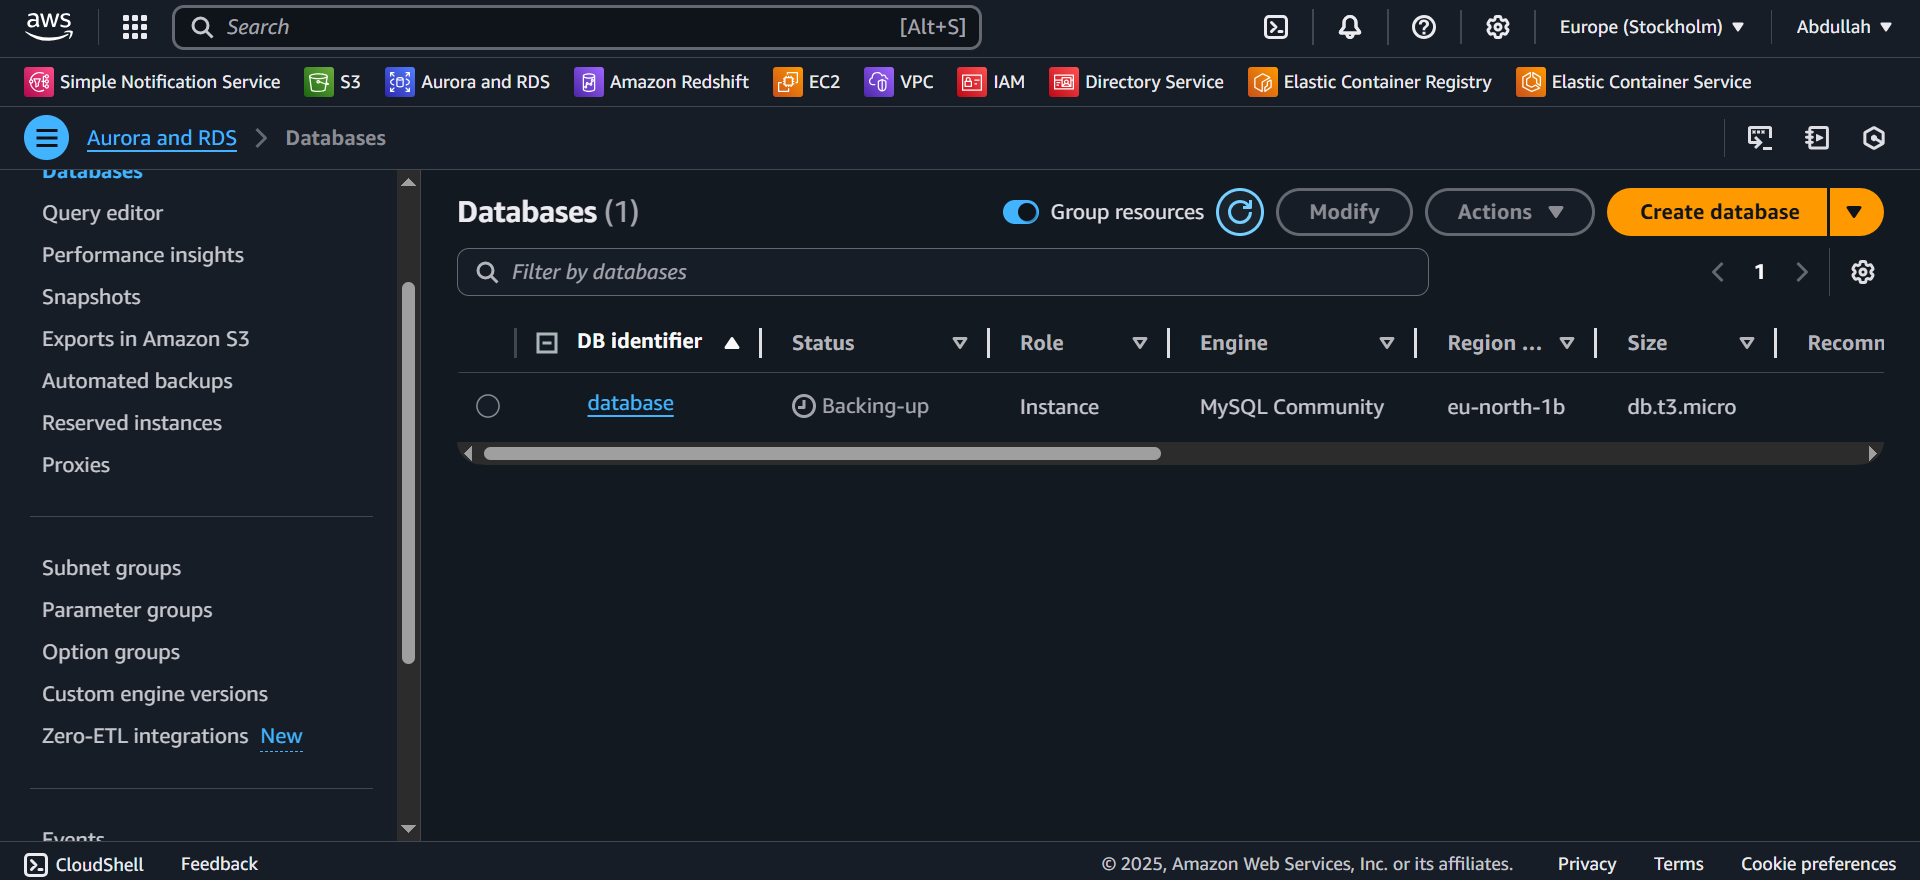 aws Search [Alt+S] Europe (Stockholm) Abdullah
Simple Notification Service S3 Aurora and RDS Amazon Redshift EC2 VPC IAM Directory Service Elastic Container Registry Elastic Container Service
Aurora and RDS Databases
Databases
Query editor
Performance insights
Snapshots
Exports in Amazon S3
Automated backups
Reserved instances
Proxies
Subnet groups
Parameter groups
Option groups
Custom engine versions
Zero-ETL integrations New
Events
Databases (1) Group resources Modify Actions Create database
Filter by databases 1
DB identifier Status Role Engine Region ... Size Recomn
database Backing-up Instance MySQL Community eu-north-1b db.t3.micro
CloudShell Feedback © 2025, Amazon Web Services, Inc. or its affiliates. Privacy Terms Cookie preferences